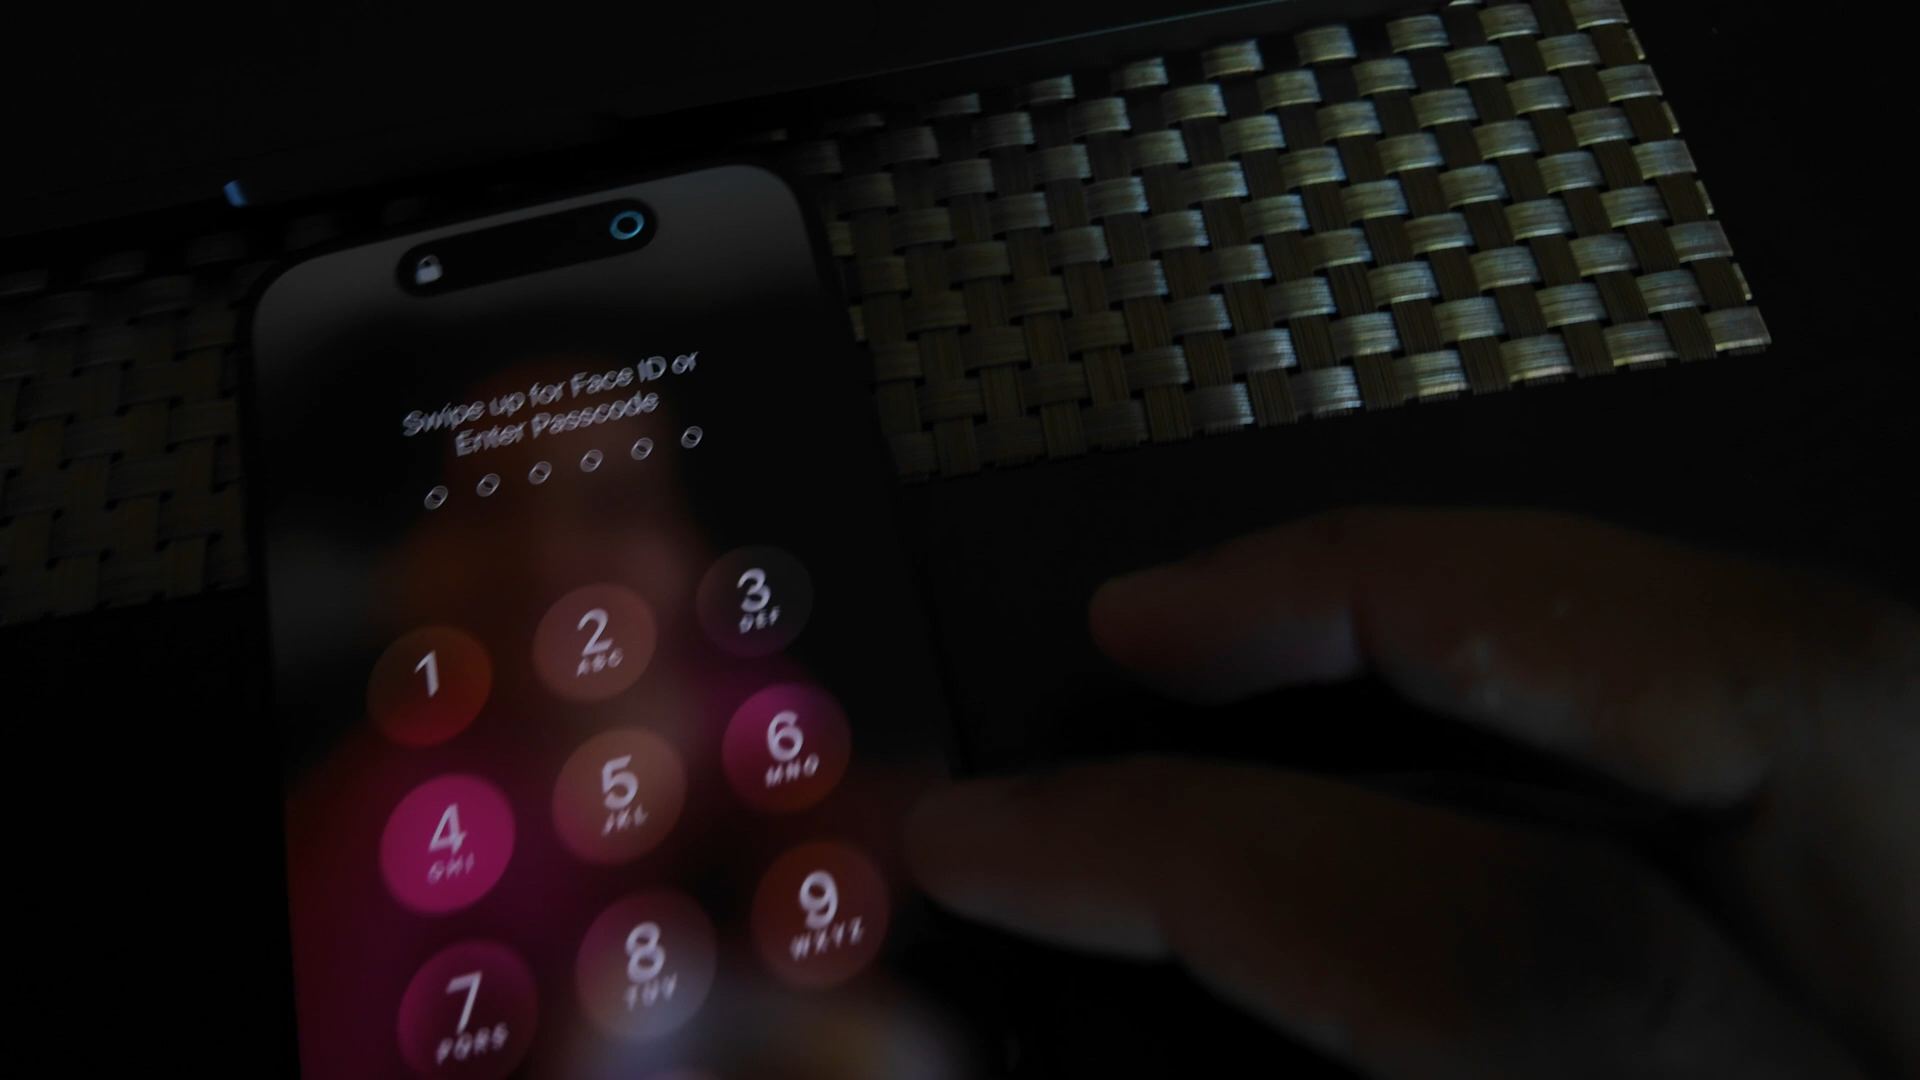 Swipe up for Face ID or
Enter Passcode
1
2
ABC
3
DEF
4
GHI
5
JKL
6
MNO
7
PQRS
8
TUV
9
WXYZ